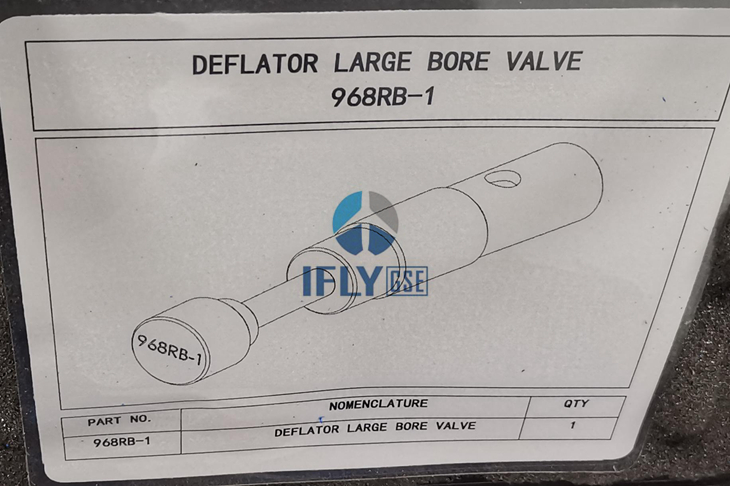 DEFLATOR LARGE BORE VALVE
968RB-1
IFLY GSE
968RB-1
PART NO. NOMENCLATURE QTY
968RB-1 DEFLATOR LARGE BORE VALVE 1